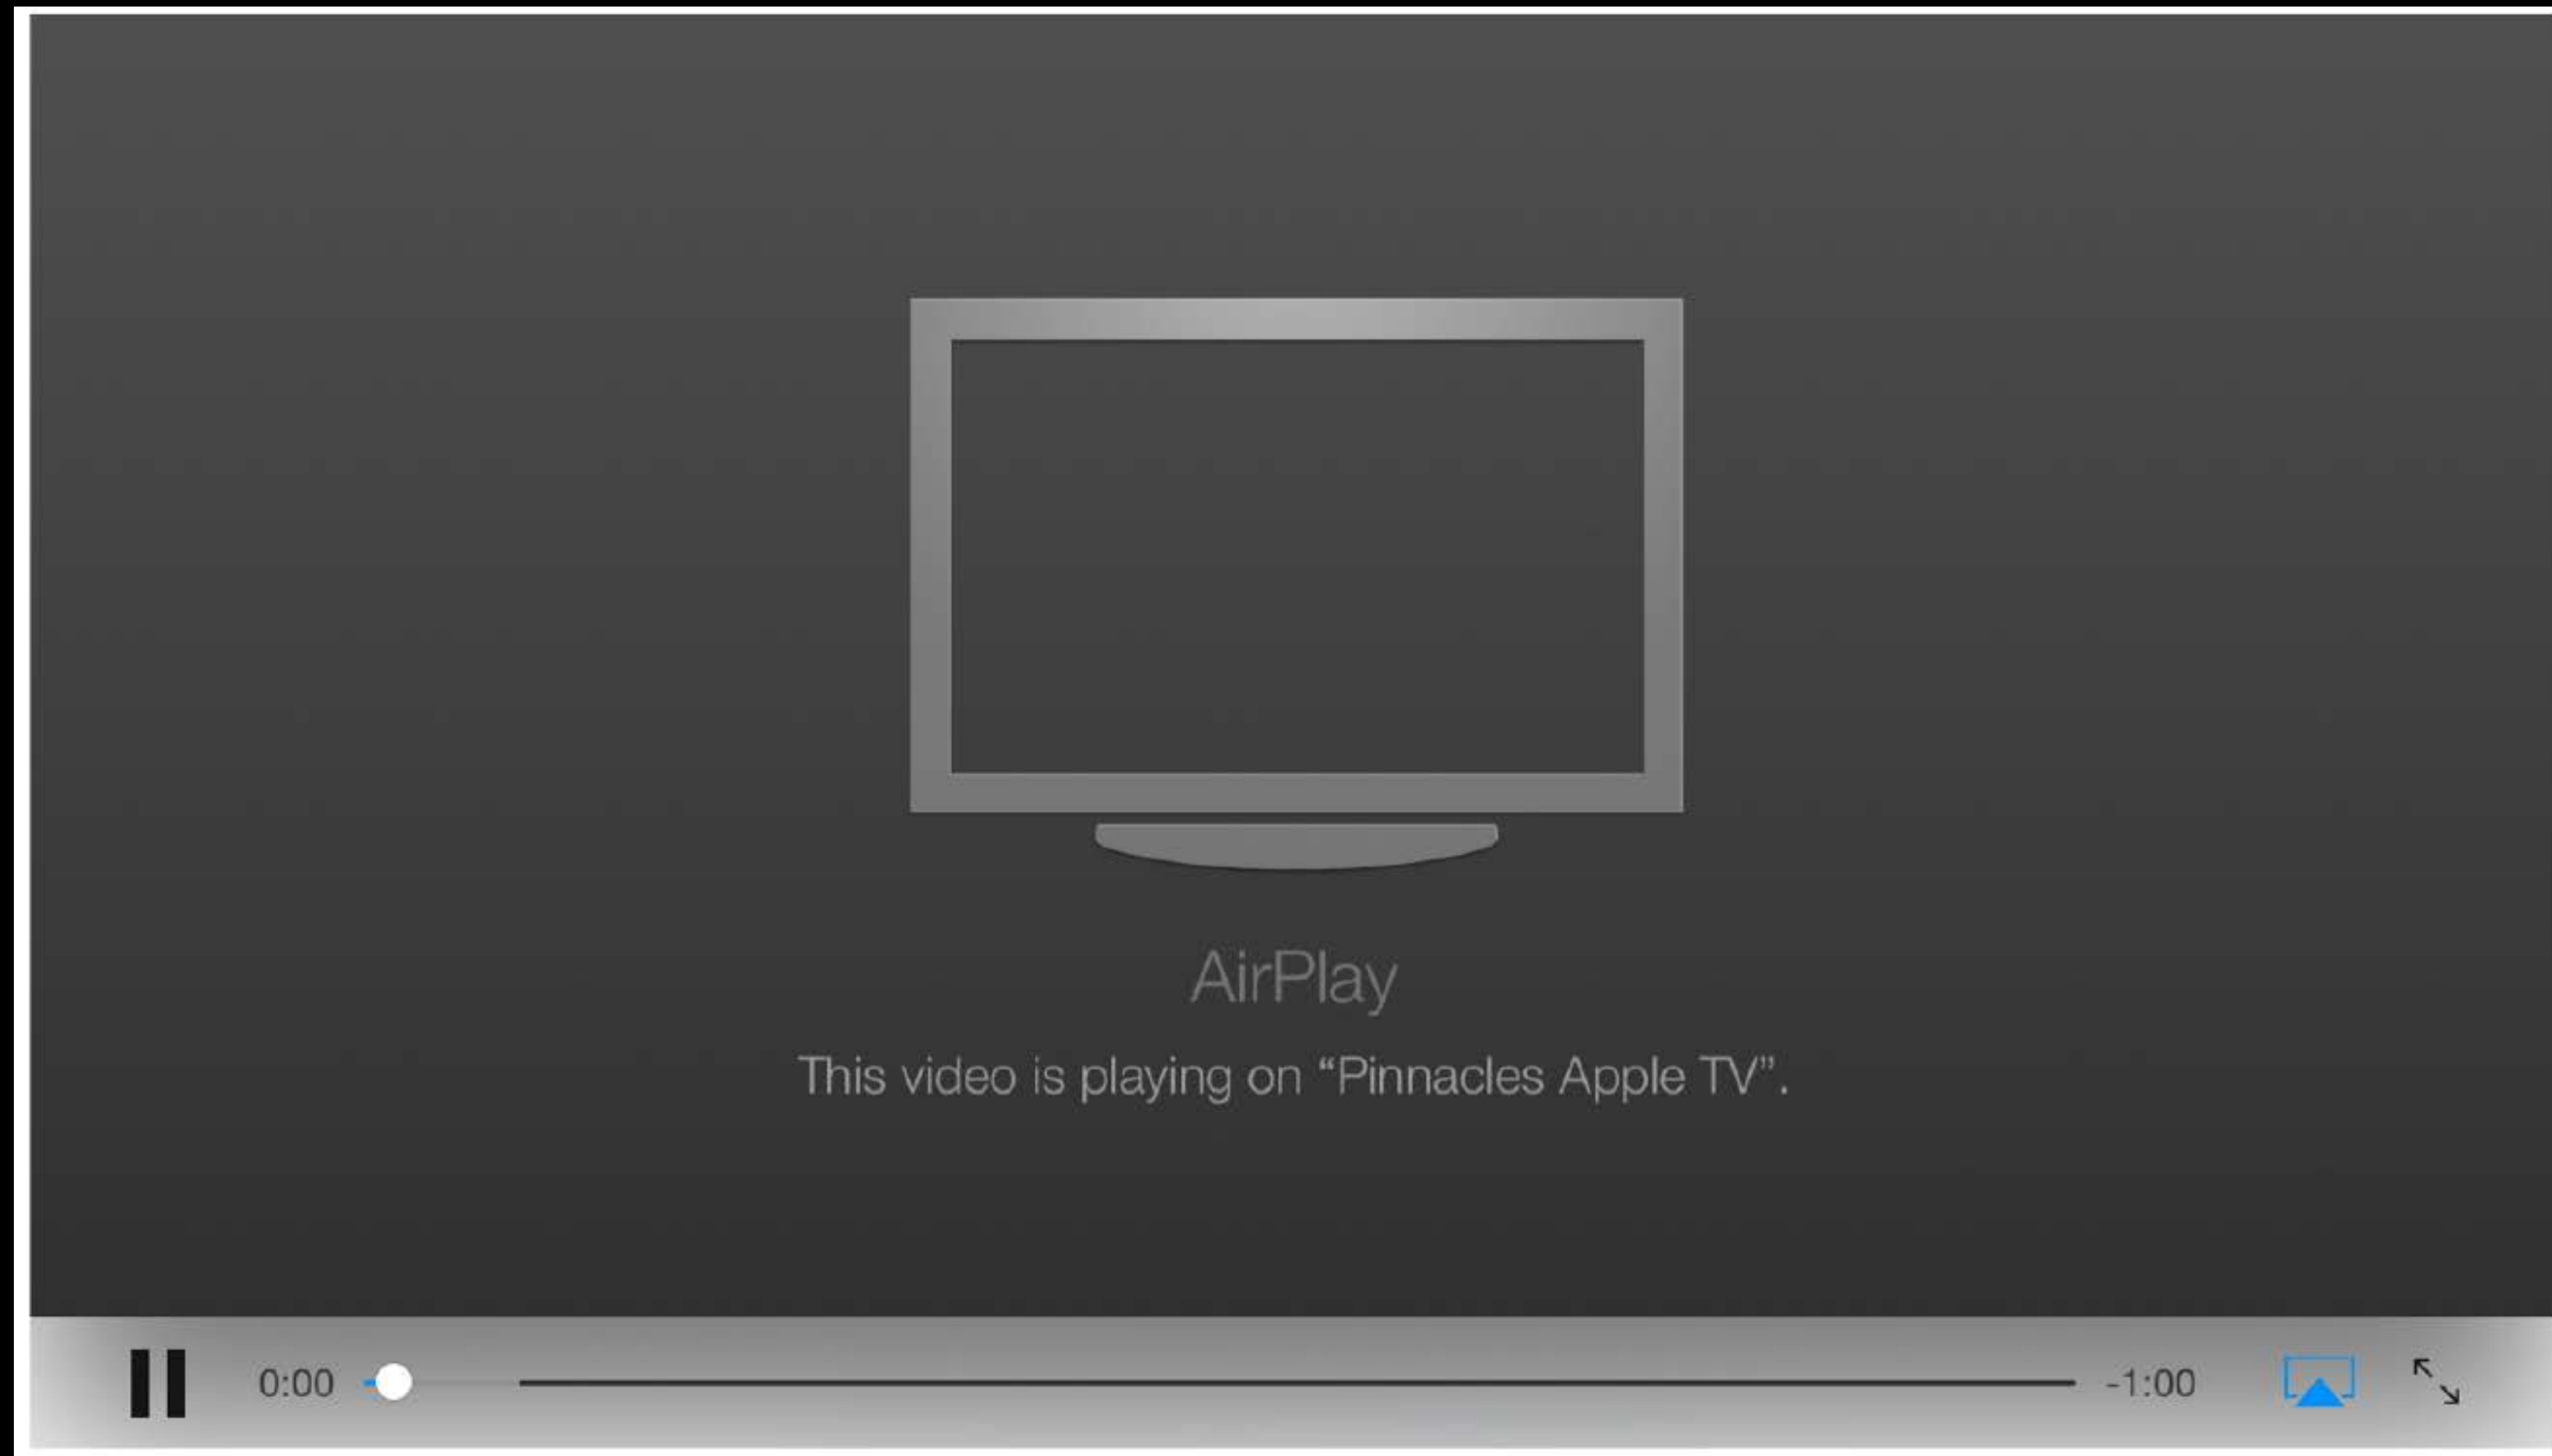 AirPlay
This video is playing on “Pinnacles Apple TV”.
0:00 -1:00